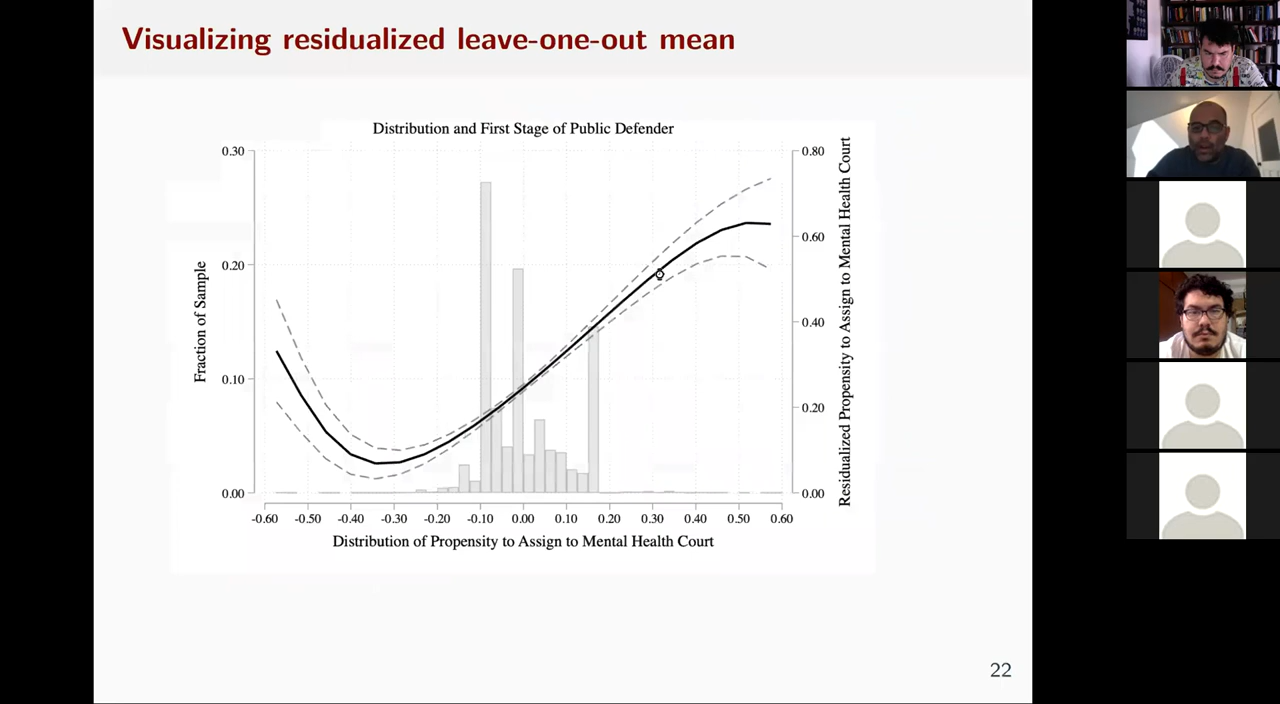 Visualizing residualized leave-one-out mean
Distribution and First Stage of Public Defender
0.30
0.20
0.10
0.00
Fraction of Sample
0.80
0.60
0.40
0.20
0.00
Residualized Propensity to Assign to Mental Health Court
-0.60 -0.50 -0.40 -0.30 -0.20 -0.10 0.00 0.10 0.20 0.30 0.40 0.50 0.60
Distribution of Propensity to Assign to Mental Health Court
22